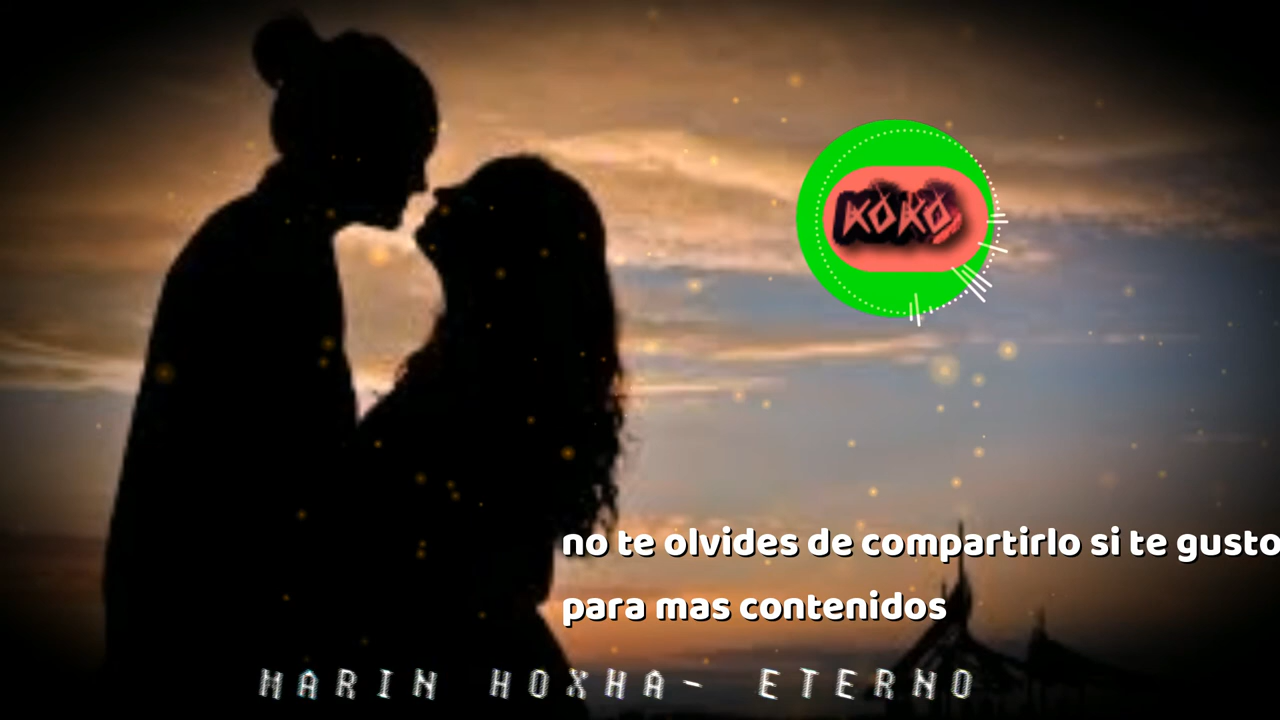 KOKO
no te olvides de compartirlo si te gusto
para mas contenidos
MARIN HOXHA- ETERNO